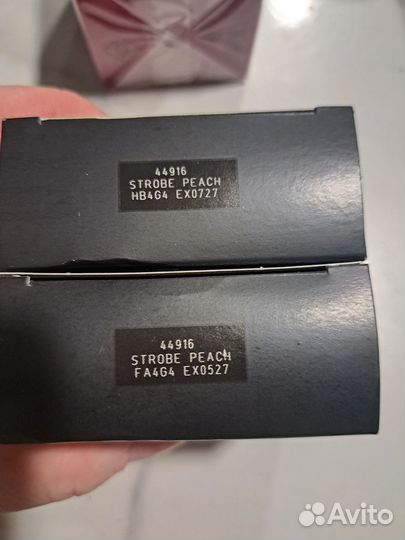 44916
STROBE PEACH
HB4G4 EX0727
44916
STROBE PEACH
FA4G4 EX0527
Avito